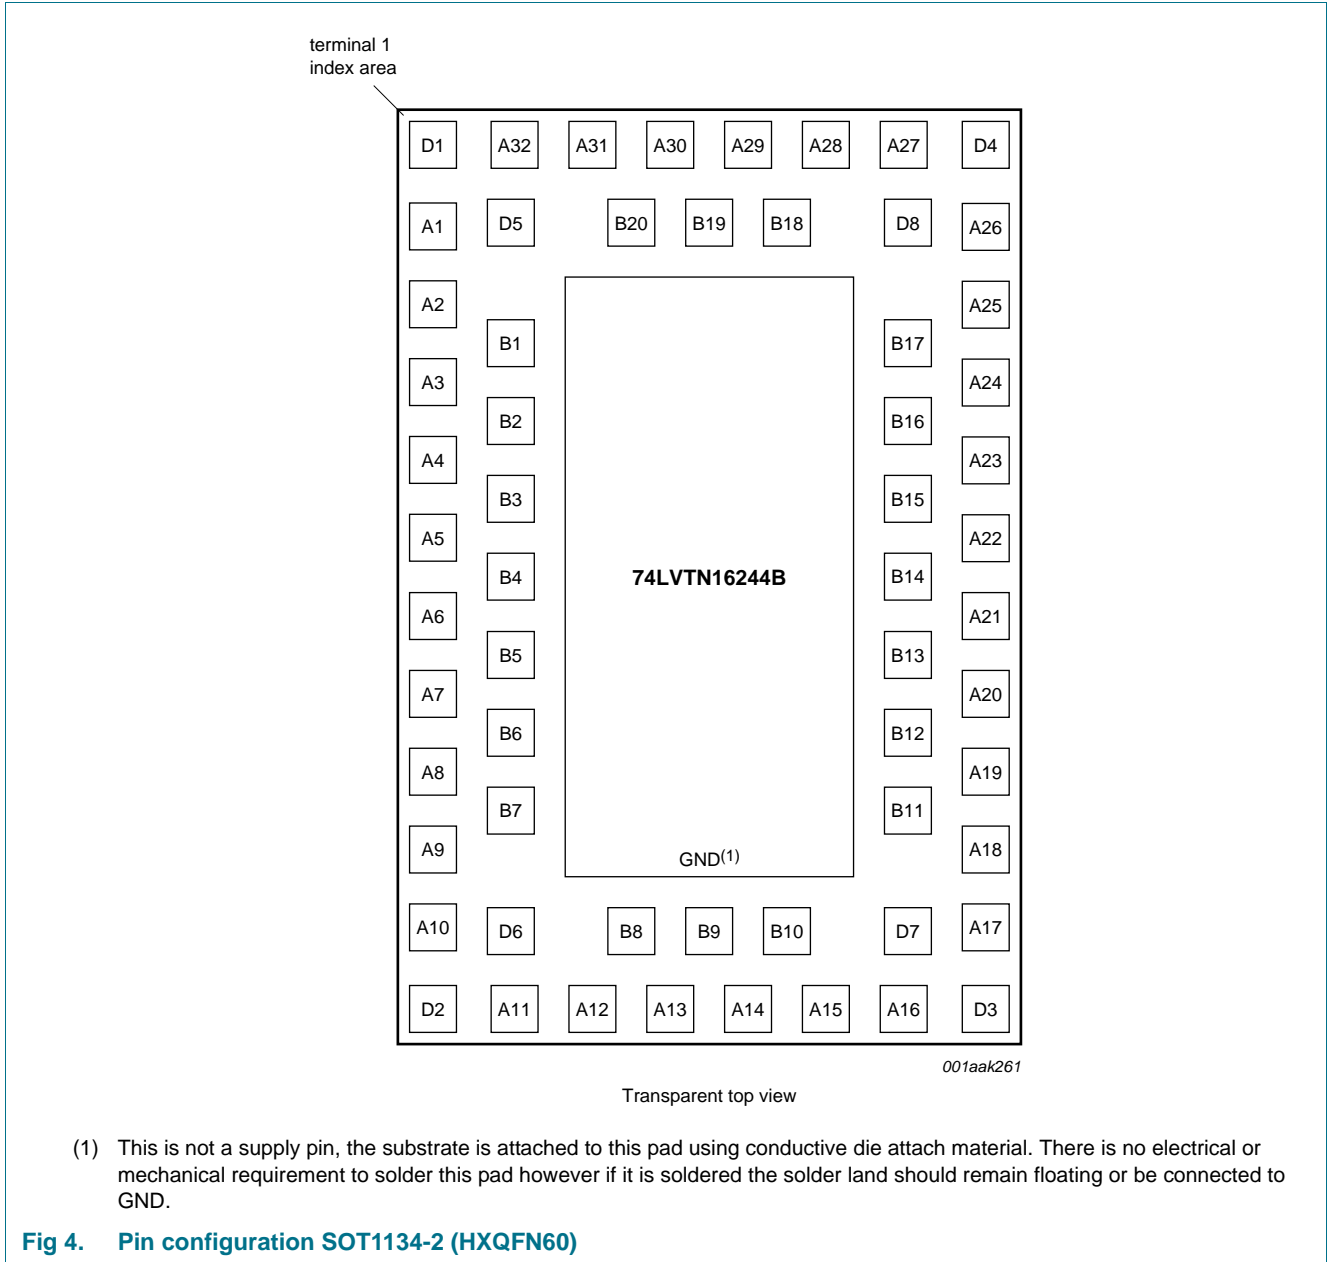 terminal 1
index area
D1 A32 A31 A30 A29 A28 A27 D4
A1 D5 B20 B19 B18 D8 A26
A2 A25
B1 B17
A3 A24
B2 B16
A4 A23
B3 B15
A5 A22
B4 74LVTN16244B B14
A6 A21
B5 B13
A7 A20
B6 B12
A8 A19
B7 B11
A9 GND(1) A18
A10 D6 B8 B9 B10 D7 A17
D2 A11 A12 A13 A14 A15 A16 D3
001aak261
Transparent top view
(1) This is not a supply pin, the substrate is attached to this pad using conductive die attach material. There is no electrical or
mechanical requirement to solder this pad however if it is soldered the solder land should remain floating or be connected to
GND.
Fig 4. Pin configuration SOT1134-2 (HXQFN60)